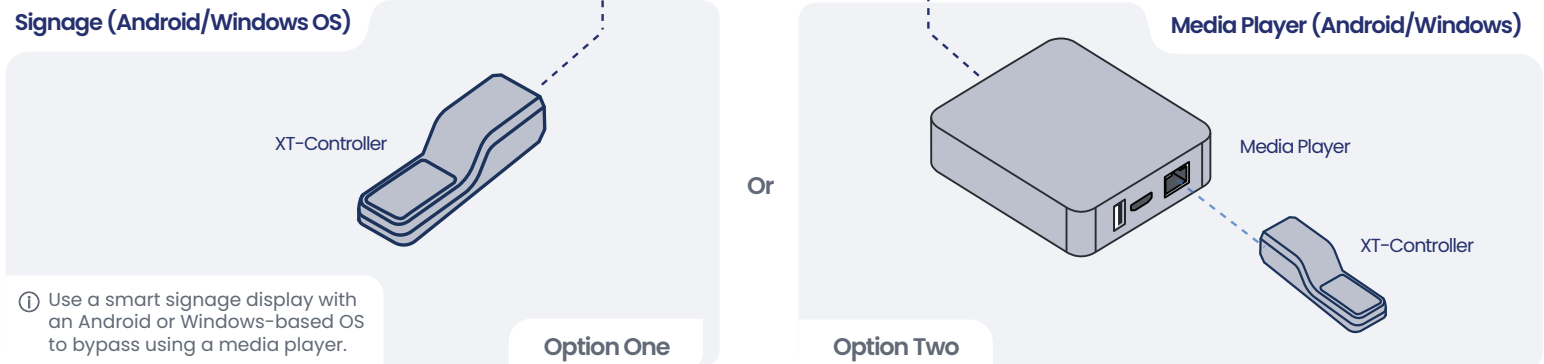 Signage (Android/Windows OS)
XT-Controller
Use a smart signage display with
an Android or Windows-based OS
to bypass using a media player.
Option One
Or
Media Player (Android/Windows)
Media Player
XT-Controller
Option Two